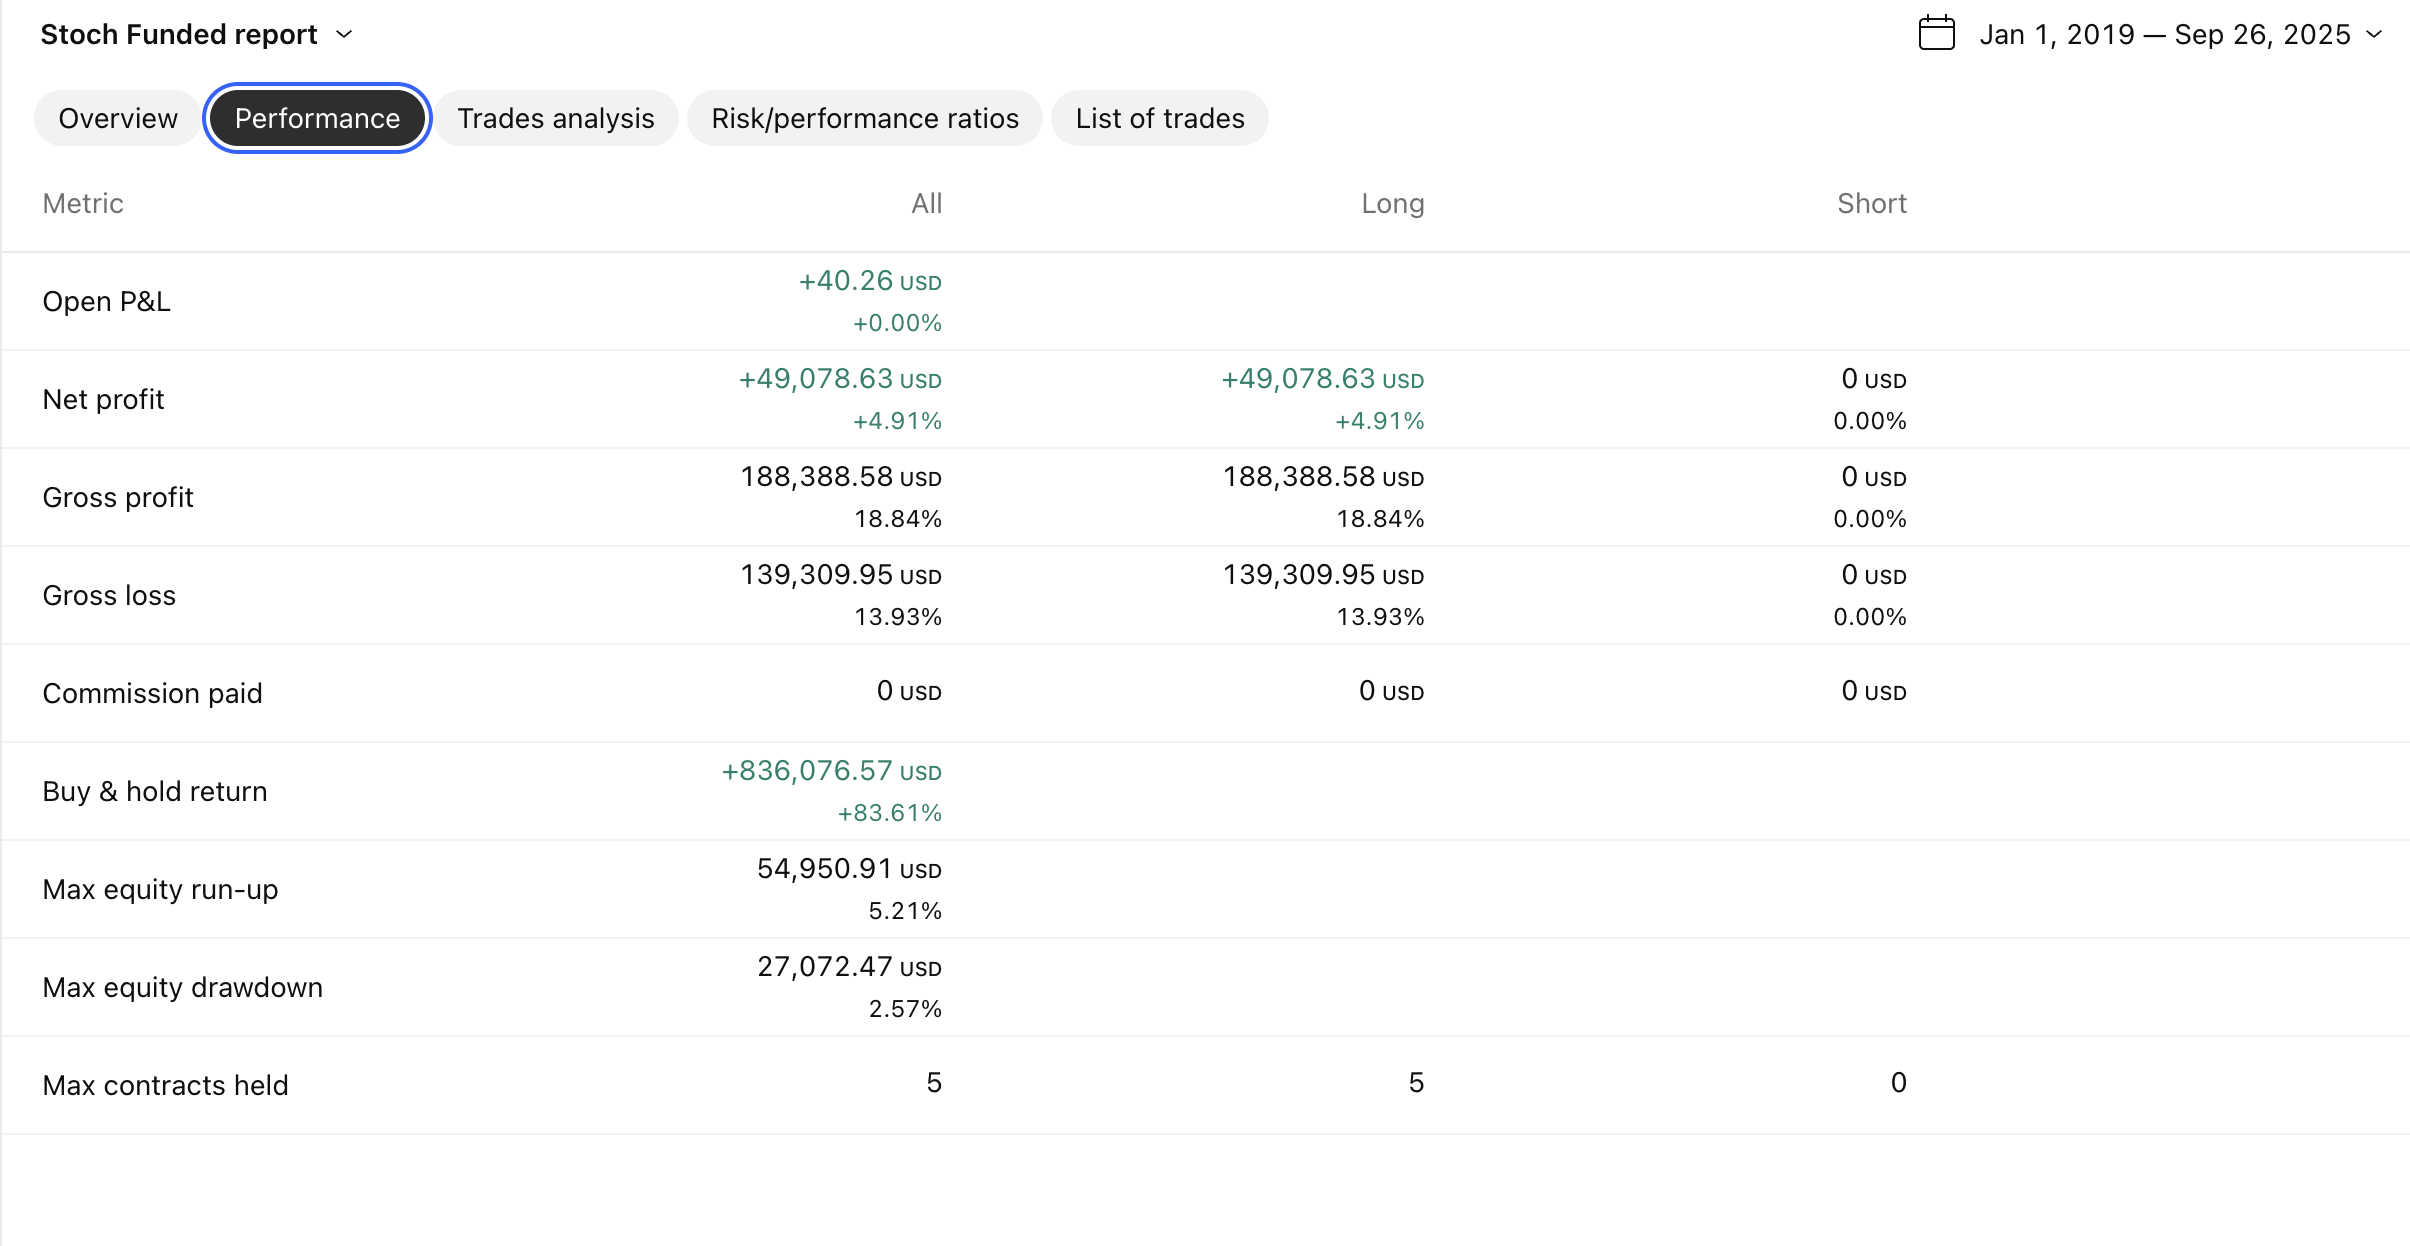 Stoch Funded report
Jan 1, 2019 — Sep 26, 2025
Overview Performance Trades analysis Risk/performance ratios List of trades
Metric All Long Short
Open P&L +40.26 USD
+0.00%
Net profit +49,078.63 USD +49,078.63 USD 0 USD
+4.91% +4.91% 0.00%
Gross profit 188,388.58 USD 188,388.58 USD 0 USD
18.84% 18.84% 0.00%
Gross loss 139,309.95 USD 139,309.95 USD 0 USD
13.93% 13.93% 0.00%
Commission paid 0 USD 0 USD 0 USD
Buy & hold return +836,076.57 USD
+83.61%
Max equity run-up 54,950.91 USD
5.21%
Max equity drawdown 27,072.47 USD
2.57%
Max contracts held 5 5 0